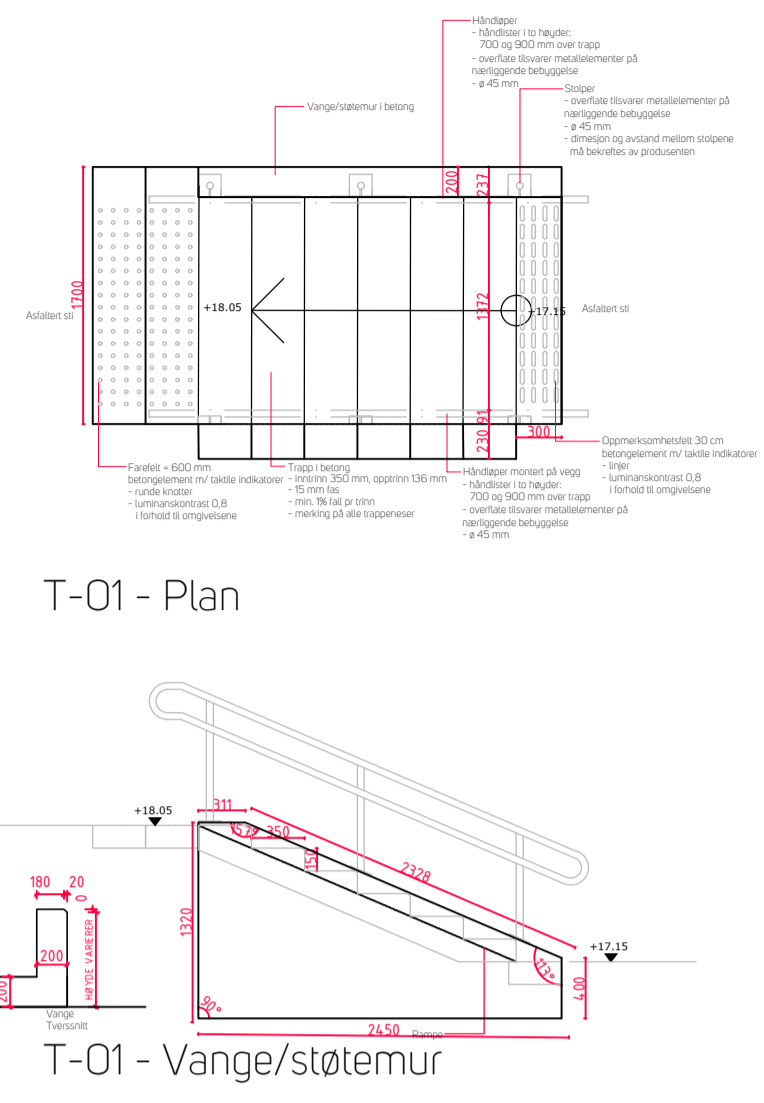 Håndløper
- håndlister i to høyder:
700 og 900 mm over trapp
- overflate tilsvarer metallelementer på
nærliggende bebyggelse
- ø 45 mm
Stolper
- overflate tilsvarer metallelementer på
nærliggende bebyggelse
- ø 45 mm
- dimesjon og avstand mellom stolpene
må bekreftes av produsenten
Vange/støtemur i betong
200
237
1700
1372
+18.05
+17.15
Asfaltert sti
Asfaltert sti
91
230
300
Farefelt = 600 mm
betongelement m/ taktile indikatorer
- runde knotter
- luminanskontrast 0,8
i forhold til omgivelsene
Trapp i betong
- inntrinn 350 mm, opptrinn 136 mm
- 15 mm fas
- min. 1% fall pr trinn
- merking på alle trappeneser
Håndløper montert på vegg
- håndlister i to høyder:
700 og 900 mm over trapp
- overflate tilsvarer metallelementer på
nærliggende bebyggelse
- ø 45 mm
Oppmerksomhetsfelt 30 cm
betongelement m/ taktile indikatorer
- linjer
- luminanskontrast 0,8
i forhold til omgivelsene
T-01 - Plan
+18.05
311
157°
350
150
2328
1320
+17.15
113°
400
90°
2450
Rampe
180
20
0
200
HØYDE VARIERER
200
Vange
Tverssnitt
T-01 - Vange/støtemur